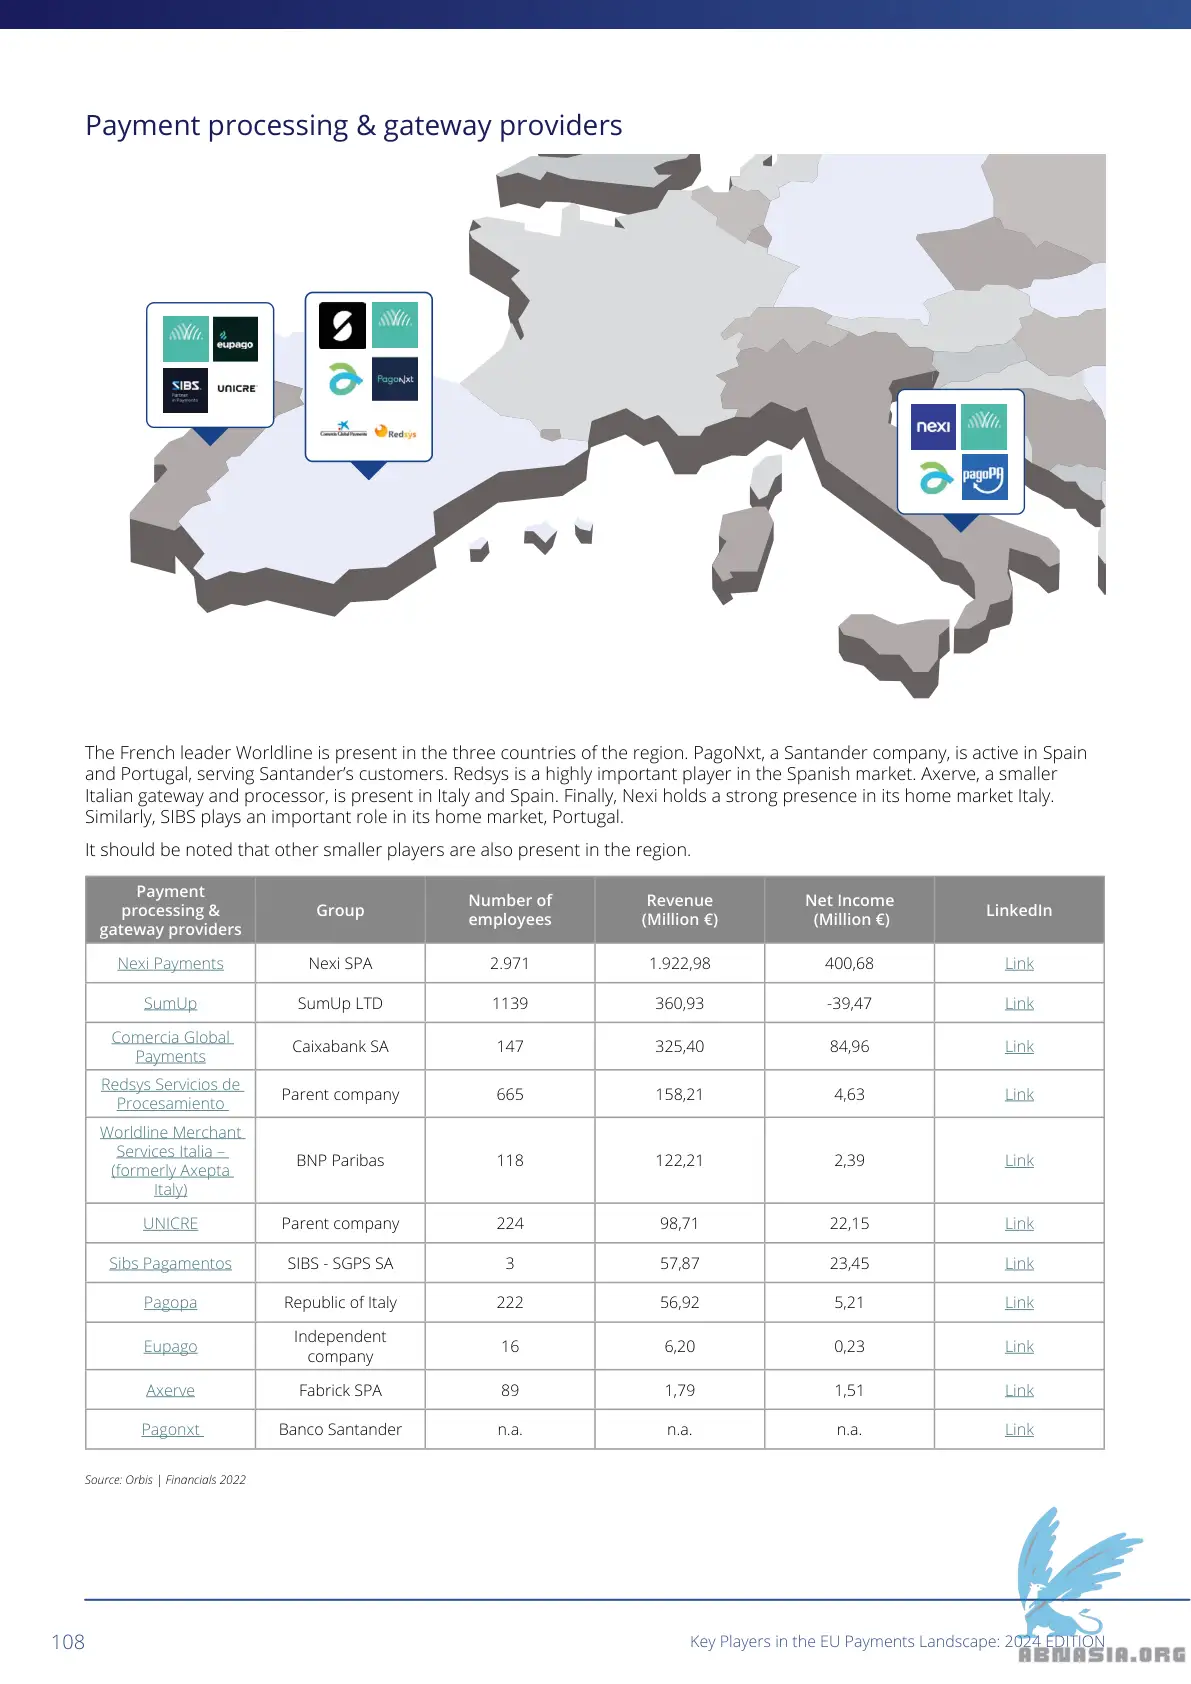 Payment processing & gateway providers
eupago
SIBS
Partner
in Payments
UNICRE
PagoNxt
Comercia Global Payments
Redsys
nexi
pagoPA
The French leader Worldline is present in the three countries of the region. PagoNxt, a Santander company, is active in Spain
and Portugal, serving Santander’s customers. Redsys is a highly important player in the Spanish market. Axerve, a smaller
Italian gateway and processor, is present in Italy and Spain. Finally, Nexi holds a strong presence in its home market Italy.
Similarly, SIBS plays an important role in its home market, Portugal.
It should be noted that other smaller players are also present in the region.
Payment
processing &
gateway providers
Group
Number of
employees
Revenue
(Million €)
Net Income
(Million €)
LinkedIn
Nexi Payments Nexi SPA 2.971 1.922,98 400,68 Link
SumUp SumUp LTD 1139 360,93 -39,47 Link
Comercia Global
Payments
Caixabank SA 147 325,40 84,96 Link
Redsys Servicios de
Procesamiento
Parent company 665 158,21 4,63 Link
Worldline Merchant
Services Italia –
(formerly Axepta
Italy)
BNP Paribas 118 122,21 2,39 Link
UNICRE Parent company 224 98,71 22,15 Link
Sibs Pagamentos SIBS - SGPS SA 3 57,87 23,45 Link
Pagopa Republic of Italy 222 56,92 5,21 Link
Eupago
Independent
company
16 6,20 0,23 Link
Axerve Fabrick SPA 89 1,79 1,51 Link
Pagonxt Banco Santander n.a. n.a. n.a. Link
Source: Orbis | Financials 2022
108
Key Players in the EU Payments Landscape: 2024 EDITION
ABNASIA.ORG